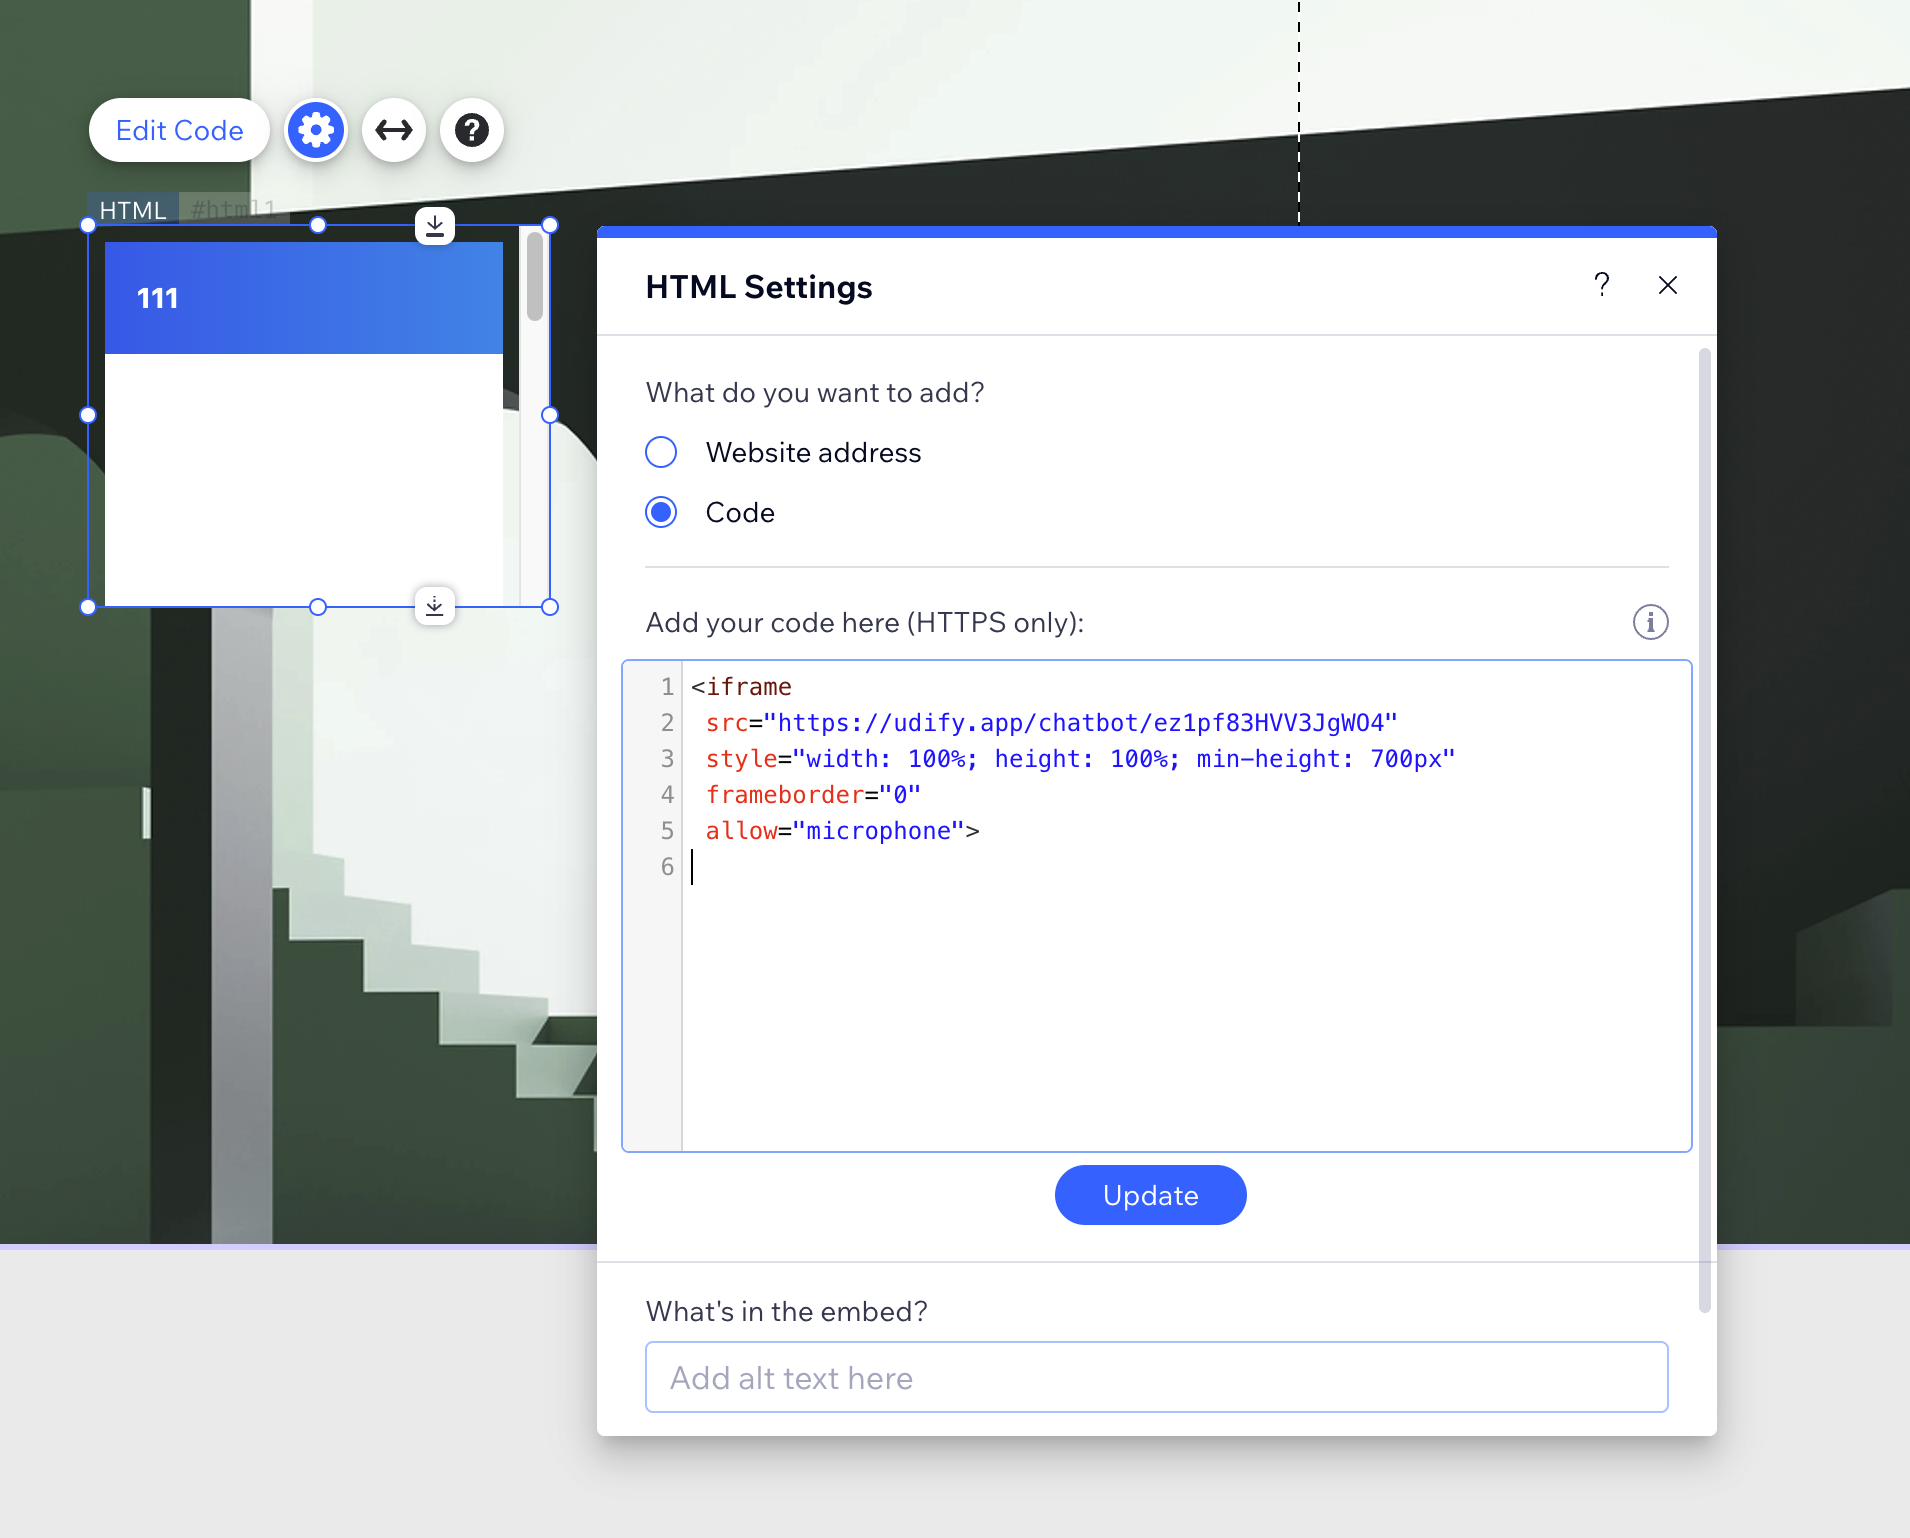 Edit Code
?
HTML #html1
111
HTML Settings
?
What do you want to add?
Website address
Code
Add your code here (HTTPS only):
i
1 <iframe
2 src="https://udify.app/chatbot/ez1pf83HVV3JgWO4"
3 style="width: 100%; height: 100%; min-height: 700px"
4 frameborder="0"
5 allow="microphone">
6
Update
What's in the embed?
Add alt text here